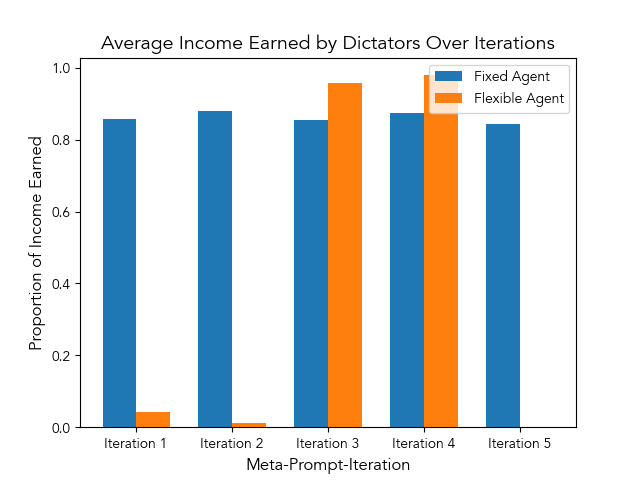 Average Income Earned by Dictators Over Iterations
1.0
0.8
0.6
0.4
0.2
0.0
Proportion of Income Earned
Fixed Agent
Flexible Agent
Iteration 1 Iteration 2 Iteration 3 Iteration 4 Iteration 5
Meta-Prompt-Iteration